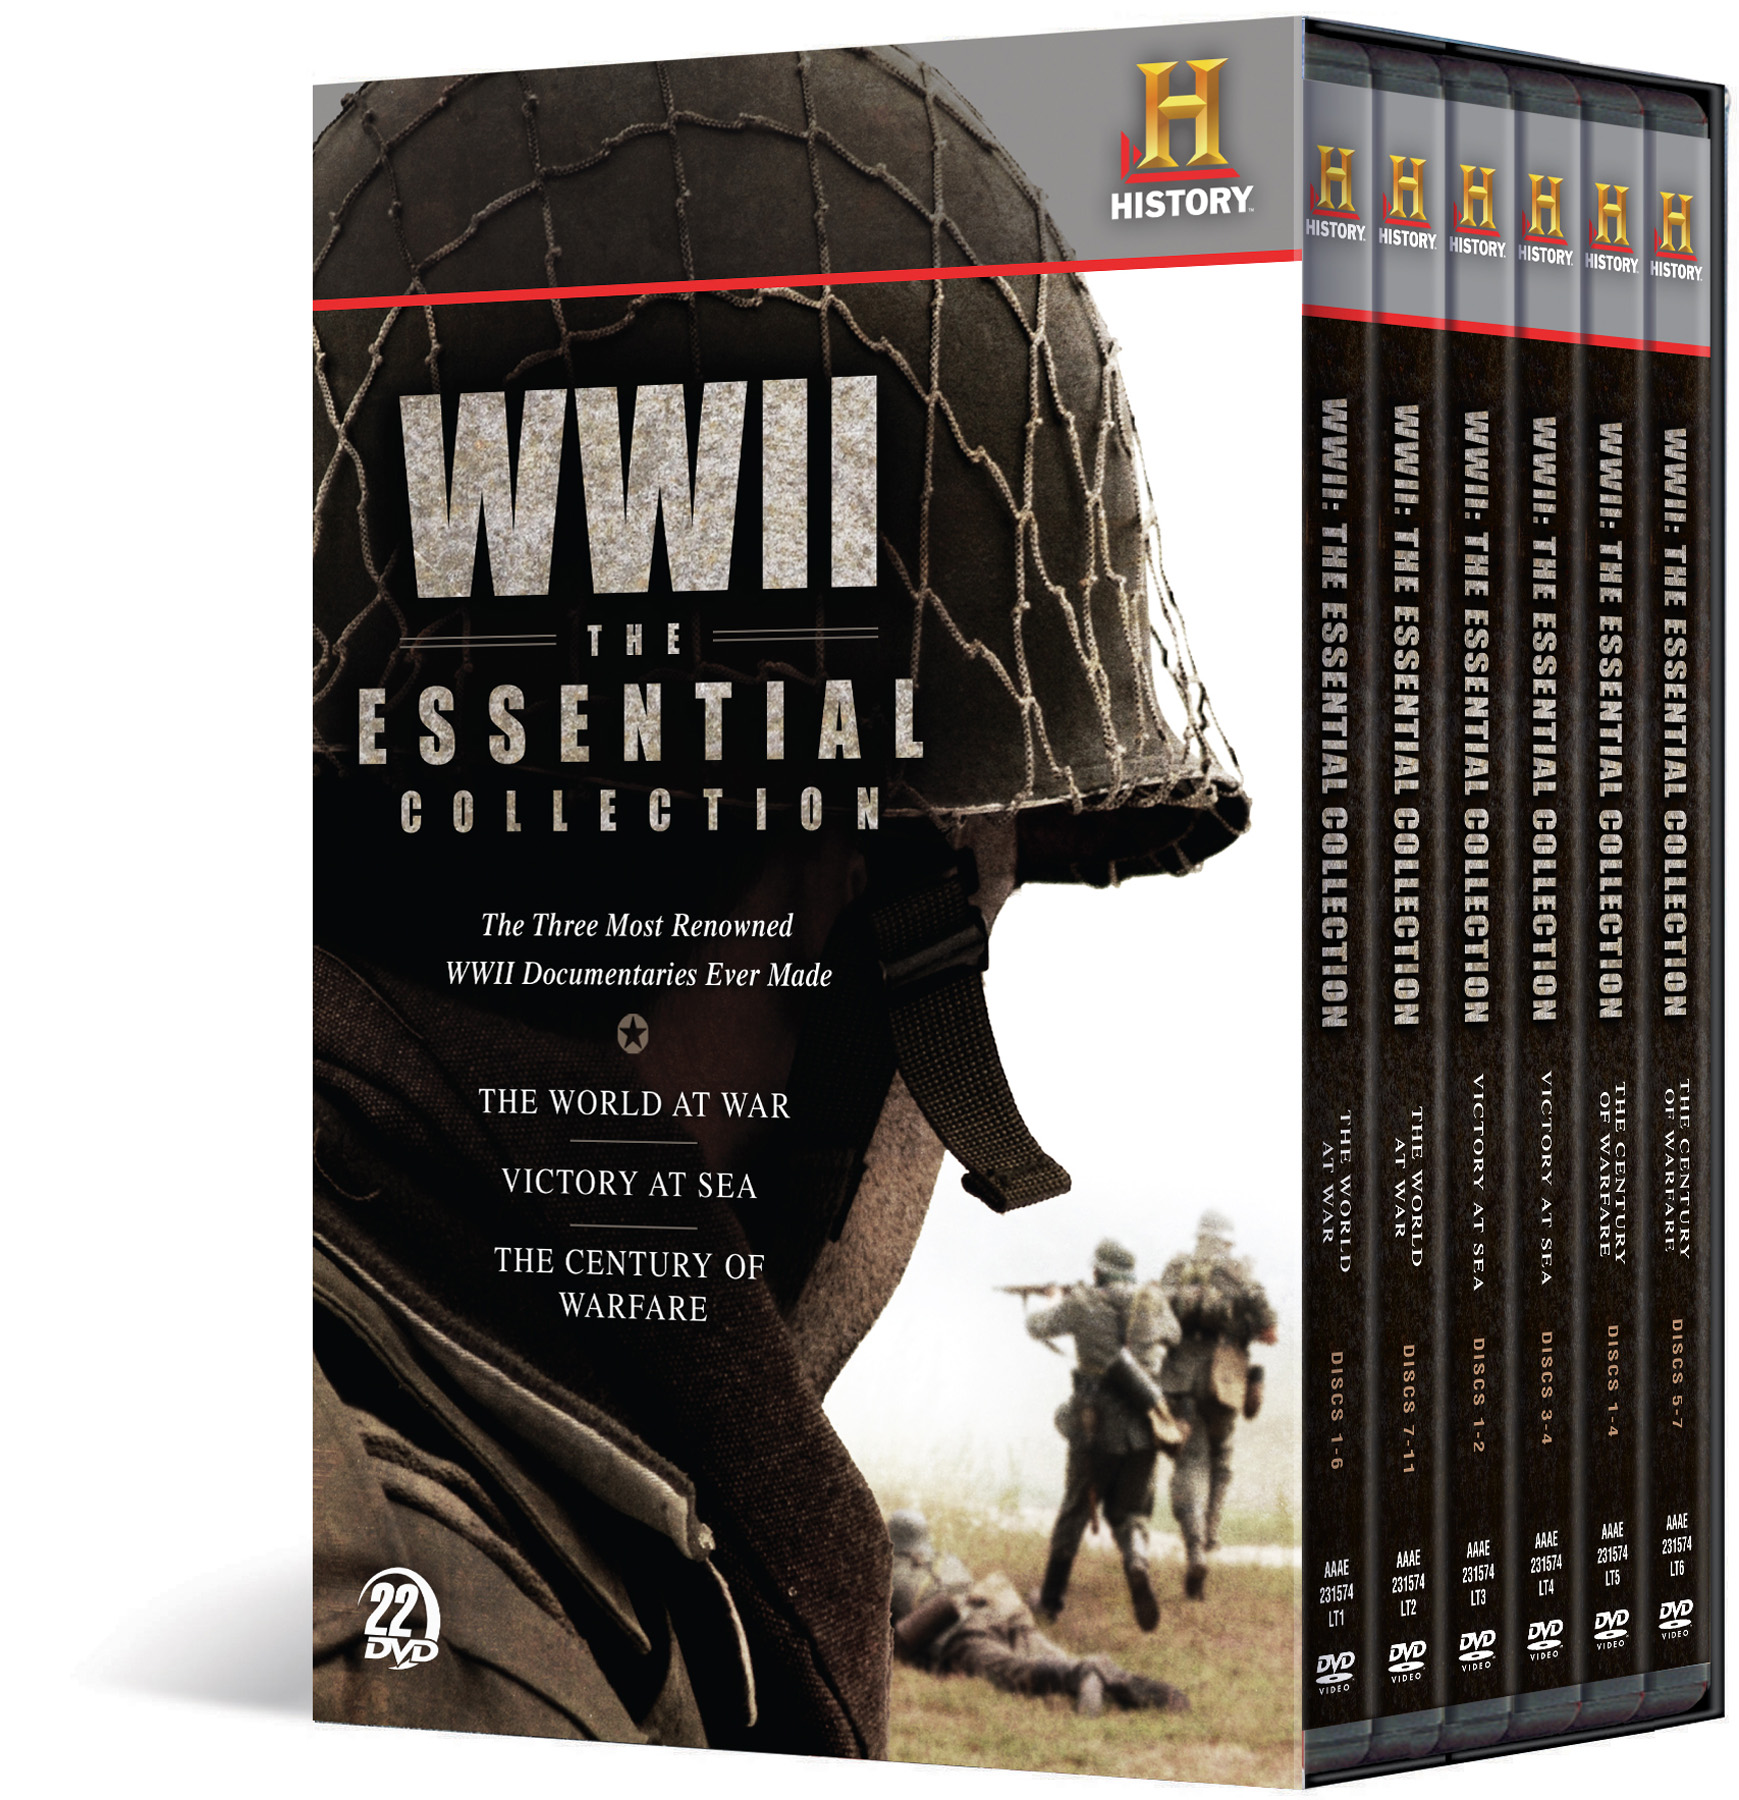 HISTORY
WWII
THE
ESSENTIAL
COLLECTION
The Three Most Renowned
WWII Documentaries Ever Made
THE WORLD AT WAR
VICTORY AT SEA
THE CENTURY OF
WARFARE
22
DVD
HISTORY
WWII: THE ESSENTIAL COLLECTION
THE WORLD
AT WAR
DISCS 1-6
AAAE
231574
LT1
DVD
VIDEO
HISTORY
WWII: THE ESSENTIAL COLLECTION
THE WORLD
AT WAR
DISCS 7-11
AAAE
231574
LT2
DVD
VIDEO
HISTORY
WWII: THE ESSENTIAL COLLECTION
VICTORY AT SEA
DISCS 1-2
AAAE
231574
LT3
DVD
VIDEO
HISTORY
WWII: THE ESSENTIAL COLLECTION
VICTORY AT SEA
DISCS 3-4
AAAE
231574
LT4
DVD
VIDEO
HISTORY
WWII: THE ESSENTIAL COLLECTION
THE CENTURY
OF WARFARE
DISCS 1-4
AAAE
231574
LT5
DVD
VIDEO
HISTORY
WWII: THE ESSENTIAL COLLECTION
THE CENTURY
OF WARFARE
DISCS 5-7
AAAE
231574
LT6
DVD
VIDEO